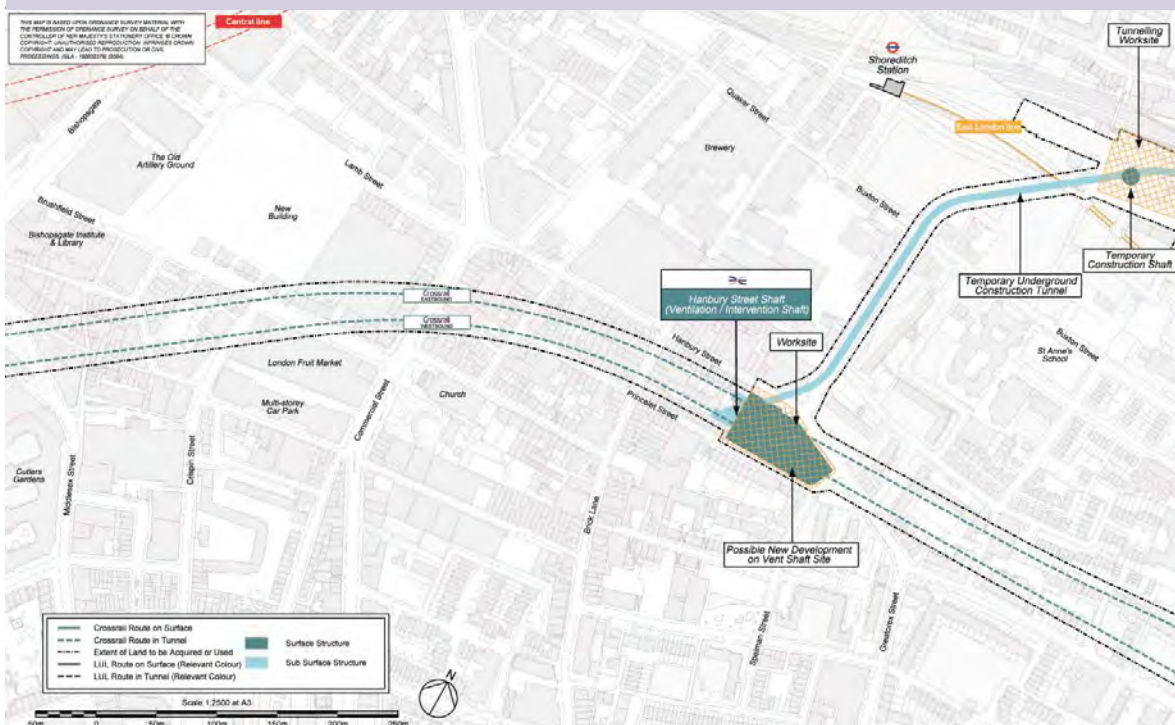 THIS MAP IS BASED UPON ORDNANCE SURVEY MATERIAL WITH
THE PERMISSION OF ORDNANCE SURVEY ON BEHALF OF THE
CONTROLLER OF HER MAJESTY'S STATIONERY OFFICE. © CROWN
COPYRIGHT. UNAUTHORISED REPRODUCTION INFRINGES CROWN
COPYRIGHT AND MAY LEAD TO PROSECUTION OR CIVIL
PROCEEDINGS.
Central line
Tunnelling
Worksite
Shoreditch
Station
Bishopsgate
Quaker Street
East London line
The Old
Artillery Ground
Brewery
Lamb Street
Buxton Street
Brushfield Street
New
Building
Bishopsgate Institute
& Library
Temporary
Construction Shaft
Temporary Underground
Construction Tunnel
Hanbury Street Shaft
(Ventilation / Intervention Shaft)
Crossrail
EASTBOUND
Crossrail
WESTBOUND
Hanbury Street
Worksite
Buxton Street
St Anne's
School
London Fruit Market
Church
Princelet Street
Multi-storey
Car Park
Commercial Street
Crispin Street
Cutlers
Gardens
Middlesex Street
Brick Lane
Possible New Development
on Vent Shaft Site
Spelman Street
Greatorex Street
Crossrail Route on Surface
Crossrail Route in Tunnel
Extent of Land to be Acquired or Used
LUL Route on Surface (Relevant Colour)
LUL Route in Tunnel (Relevant Colour)
Surface Structure
Sub Surface Structure
N
Scale 1:2500 at A3
50m 0 50m 100m 150m 200m 250m